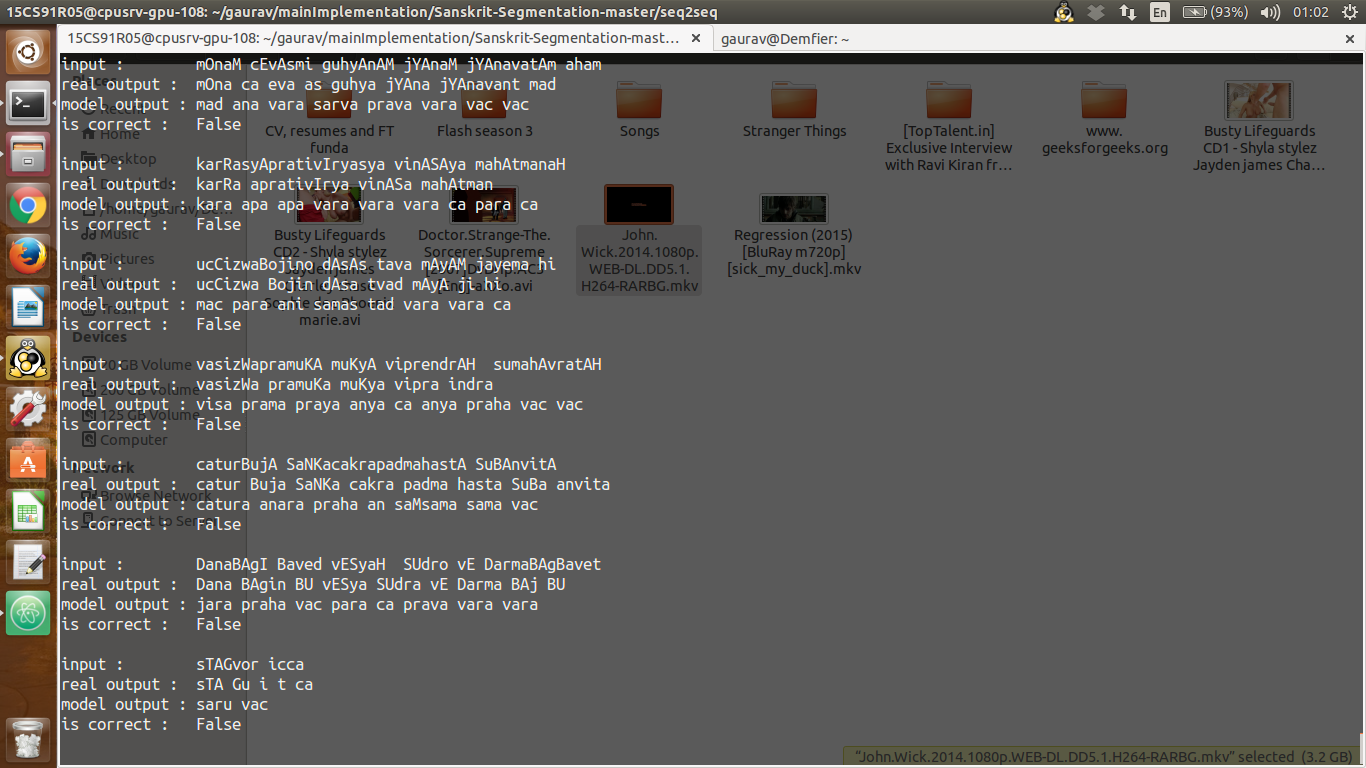 15CS91R05@cpusrv-gpu-108: ~/gaurav/mainImplementation/Sanskrit-Segmentation-master/seq2seq
En (93%) 01:02
15CS91R05@cpusrv-gpu-108: ~/gaurav/mainImplementation/Sanskrit-Segmentation-mast... × gaurav@Demfier: ~ ×
input : mOnaM cEvAsmi guhyAnAM jYAnaM jYAnavatAm aham
real output : mOna ca eva as guhya jYAna jYAnavant mad
model output : mad ana vara sarva prava vara vac vac
is correct : False
input : karRasyAprativIryasya vinASAya mahAtmanaH
real output : karRa aprativIrya vinASa mahAtman
model output : kara apa apa vara vara vara ca para ca
is correct : False
input : ucCizwaBojino dAsAs tava mAyAM jayema hi
real output : ucCizwa Bojin dAsa tvad mAyA ji hi
model output : mac para ani samas tad vara vara ca
is correct : False
input : vasizWapramuKA muKyA viprendrAH sumahAvratAH
real output : vasizWa pramuKa muKya vipra indra
model output : visa prama praya anya ca anya praha vac vac
is correct : False
input : caturBujA SaNKacakrapadmahastA SuBAnvitA
real output : catur Buja SaNKa cakra padma hasta SuBa anvita
model output : catura anara praha an saMsama sama vac
is correct : False
input : DanaBAgI Baved vESyaH SUdro vE DarmaBAgBavet
real output : Dana BAgin BU vESya SUdra vE Darma BAj BU
model output : jara praha vac para ca prava vara vara
is correct : False
input : sTAGvor icca
real output : sTA Gu i t ca
model output : saru vac
is correct : False
Home
Desktop
Music
Pictures
Trash
Devices
200 GB Volume
125 GB Volume
Computer
Network
Browse Network
CV, resumes and FT
funda
Flash season 3
Songs
Stranger Things
[TopTalent.in]
Exclusive Interview
with Ravi Kiran fr...
www.
geeksforgeeks.org
Busty Lifeguards
CD1 - Shyla stylez
Jayden james Cha...
Busty Lifeguards
CD2 - Shyla stylez
marie.avi
Doctor.Strange-The.
Sorcerer.Supreme
John.
Wick.2014.1080p.
WEB-DL.DD5.1.
H264-RARBG.mkv
Regression (2015)
[BluRay m720p]
[sick_my_duck].mkv
"John.Wick.2014.1080p.WEB-DL.DD5.1.H264-RARBG.mkv" selected (3.2 GB)